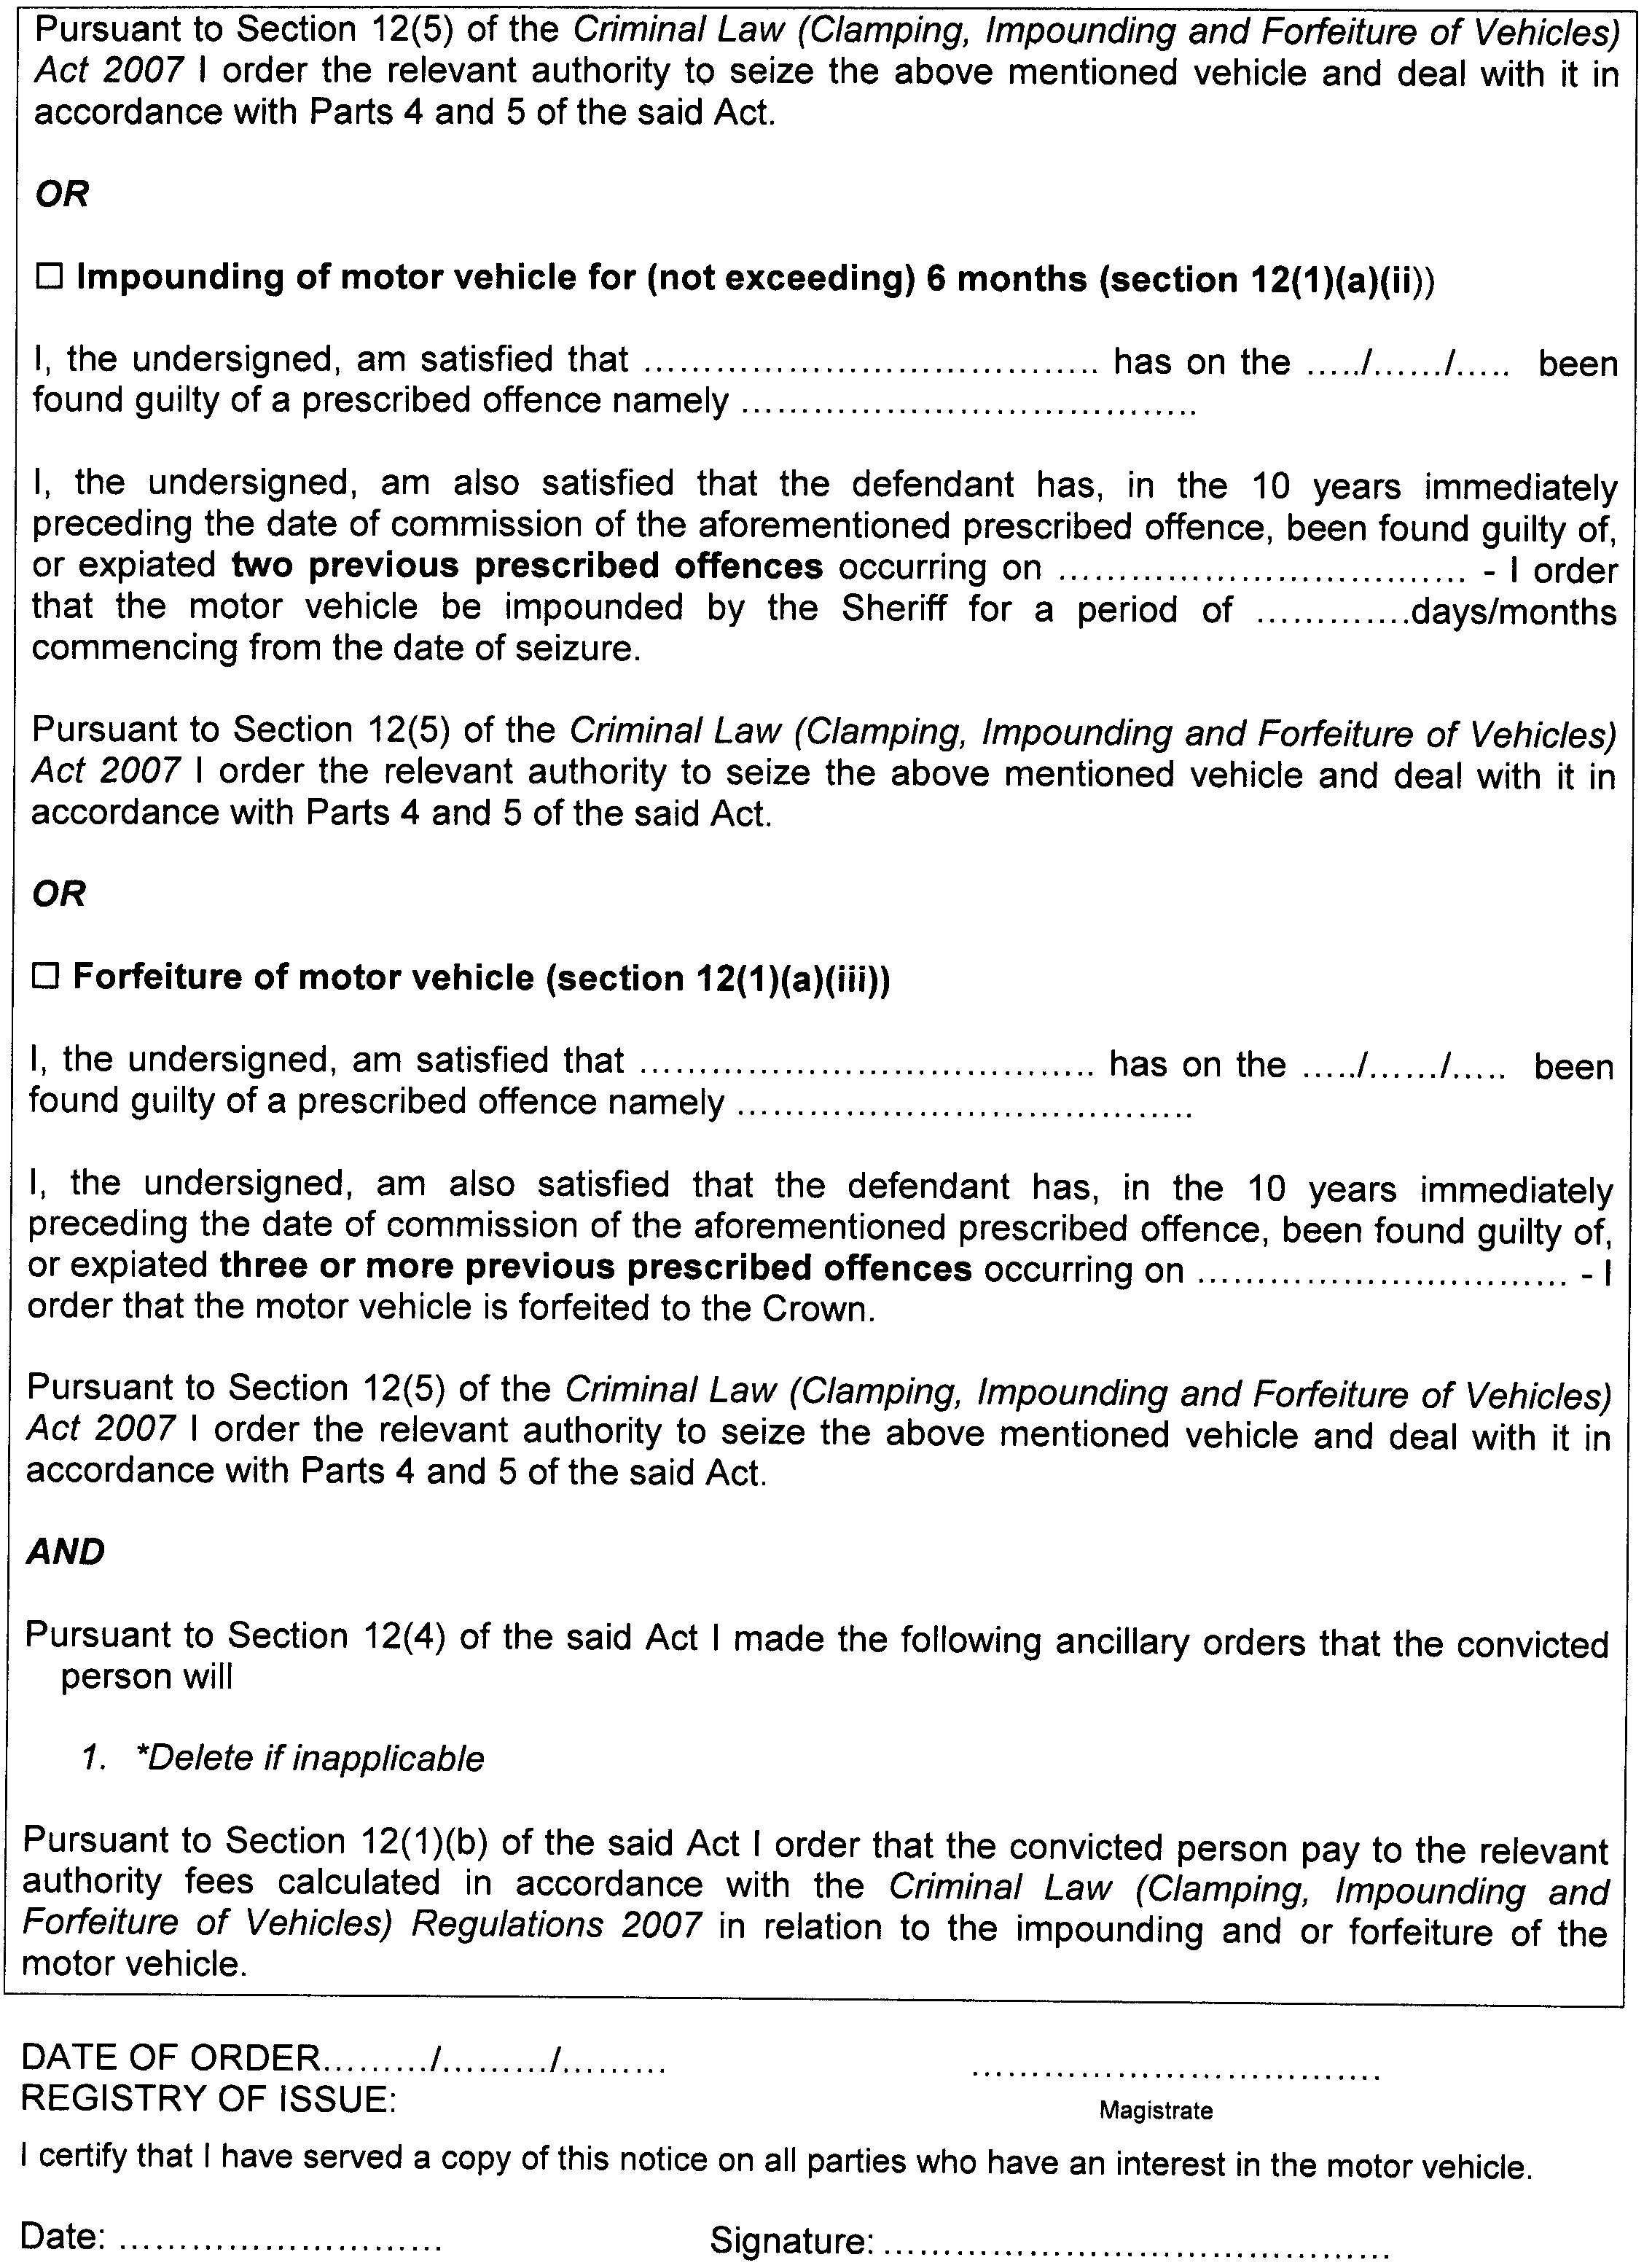 Pursuant to Section 12(5) of the Criminal Law (Clamping, Impounding and Forfeiture of Vehicles)
Act 2007 I order the relevant authority to seize the above mentioned vehicle and deal with it in
accordance with Parts 4 and 5 of the said Act.
OR
☐ Impounding of motor vehicle for (not exceeding) 6 months (section 12(1)(a)(ii))
I, the undersigned, am satisfied that ...................................... has on the ...../....../..... been
found guilty of a prescribed offence namely ......................................
I, the undersigned, am also satisfied that the defendant has, in the 10 years immediately
preceding the date of commission of the aforementioned prescribed offence, been found guilty of,
or expiated two previous prescribed offences occurring on .................................. - I order
that the motor vehicle be impounded by the Sheriff for a period of .............days/months
commencing from the date of seizure.
Pursuant to Section 12(5) of the Criminal Law (Clamping, Impounding and Forfeiture of Vehicles)
Act 2007 I order the relevant authority to seize the above mentioned vehicle and deal with it in
accordance with Parts 4 and 5 of the said Act.
OR
☐ Forfeiture of motor vehicle (section 12(1)(a)(iii))
I, the undersigned, am satisfied that ...................................... has on the ...../....../..... been
found guilty of a prescribed offence namely ......................................
I, the undersigned, am also satisfied that the defendant has, in the 10 years immediately
preceding the date of commission of the aforementioned prescribed offence, been found guilty of,
or expiated three or more previous prescribed offences occurring on ............................... - I
order that the motor vehicle is forfeited to the Crown.
Pursuant to Section 12(5) of the Criminal Law (Clamping, Impounding and Forfeiture of Vehicles)
Act 2007 I order the relevant authority to seize the above mentioned vehicle and deal with it in
accordance with Parts 4 and 5 of the said Act.
AND
Pursuant to Section 12(4) of the said Act I made the following ancillary orders that the convicted
person will
1. *Delete if inapplicable
Pursuant to Section 12(1)(b) of the said Act I order that the convicted person pay to the relevant
authority fees calculated in accordance with the Criminal Law (Clamping, Impounding and
Forfeiture of Vehicles) Regulations 2007 in relation to the impounding and or forfeiture of the
motor vehicle.
DATE OF ORDER........./........./......... ..................................
REGISTRY OF ISSUE:
Magistrate
I certify that I have served a copy of this notice on all parties who have an interest in the motor vehicle.
Date: ........................... Signature: ..........................................